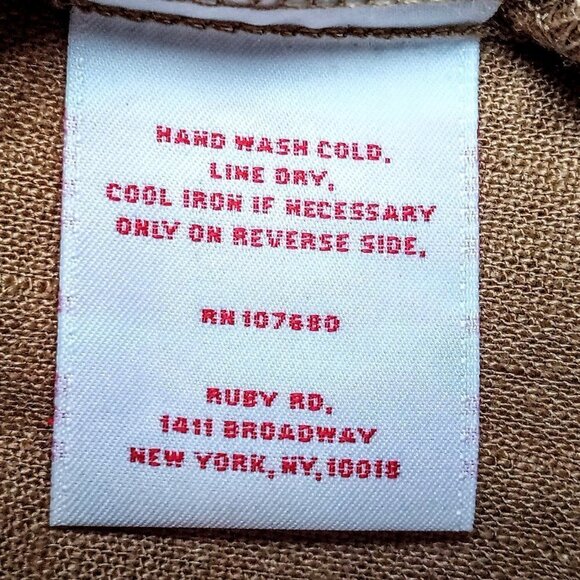 HAND WASH COLD.
LINE DRY.
COOL IRON IF NECESSARY
ONLY ON REVERSE SIDE.
RN 107680
RUBY RD.
1411 BROADWAY
NEW YORK, NY, 10018